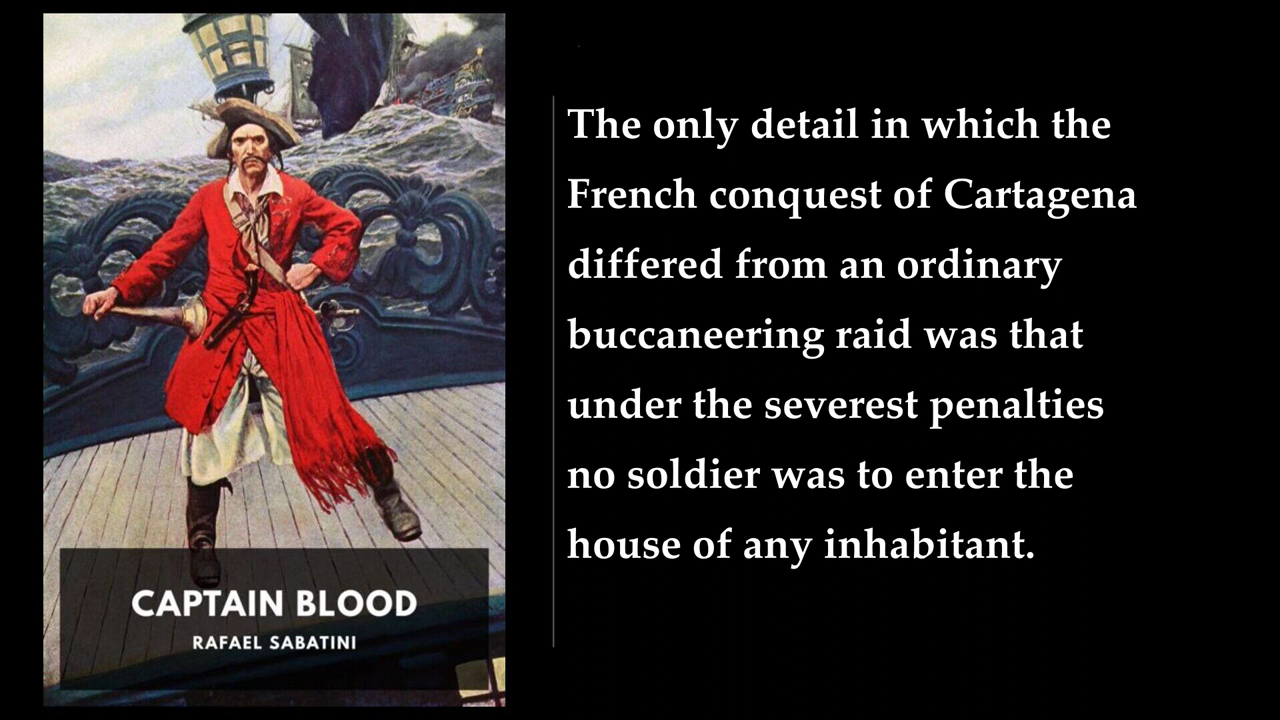 CAPTAIN BLOOD
RAFAEL SABATINI
The only detail in which the
French conquest of Cartagena
differed from an ordinary
buccaneering raid was that
under the severest penalties
no soldier was to enter the
house of any inhabitant.